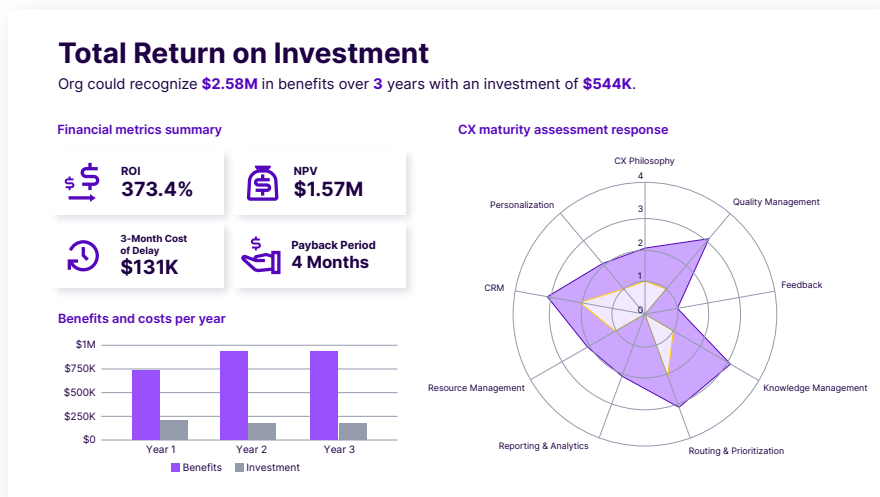 Total Return on Investment
Org could recognize $2.58M in benefits over 3 years with an investment of $544K.
Financial metrics summary
ROI
373.4%
NPV
$1.57M
3-Month Cost
of Delay
$131K
Payback Period
4 Months
Benefits and costs per year
$1M
$750K
$500K
$250K
$0
Year 1
Year 2
Year 3
Benefits
Investment
CX maturity assessment response
CX Philosophy
4
3
2
1
0
Quality Management
Feedback
Knowledge Management
Routing & Prioritization
Reporting & Analytics
Resource Management
CRM
Personalization